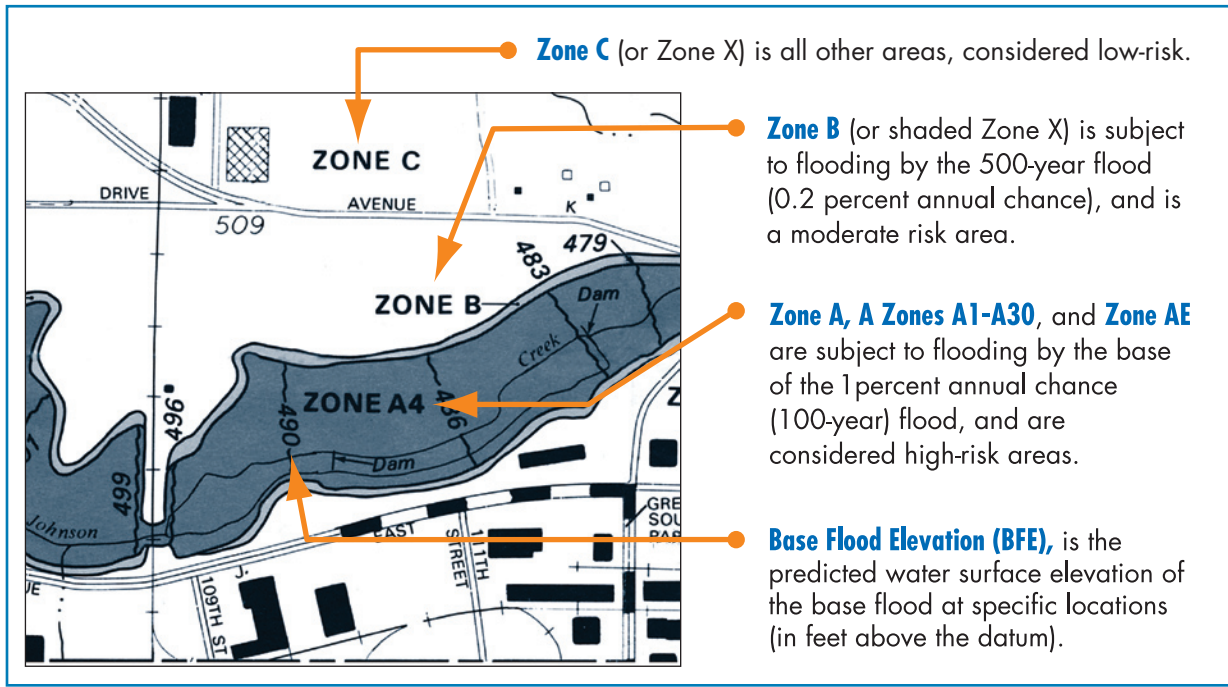 Zone C (or Zone X) is all other areas, considered low-risk.
Zone B (or shaded Zone X) is subject
to flooding by the 500-year flood
(0.2 percent annual chance), and is
a moderate risk area.
Zone A, A Zones A1-A30, and Zone AE
are subject to flooding by the base
of the 1percent annual chance
(100-year) flood, and are
considered high-risk areas.
Base Flood Elevation (BFE), is the
predicted water surface elevation of
the base flood at specific locations
(in feet above the datum).
ZONE C
DRIVE
AVENUE
K
509
479
483
ZONE B
Dam
Creek
ZONE A4
490
496
Dam
499
Johnson
EAST
111TH
STREET
J.
109TH ST
GRE
SOU
PAR
Z